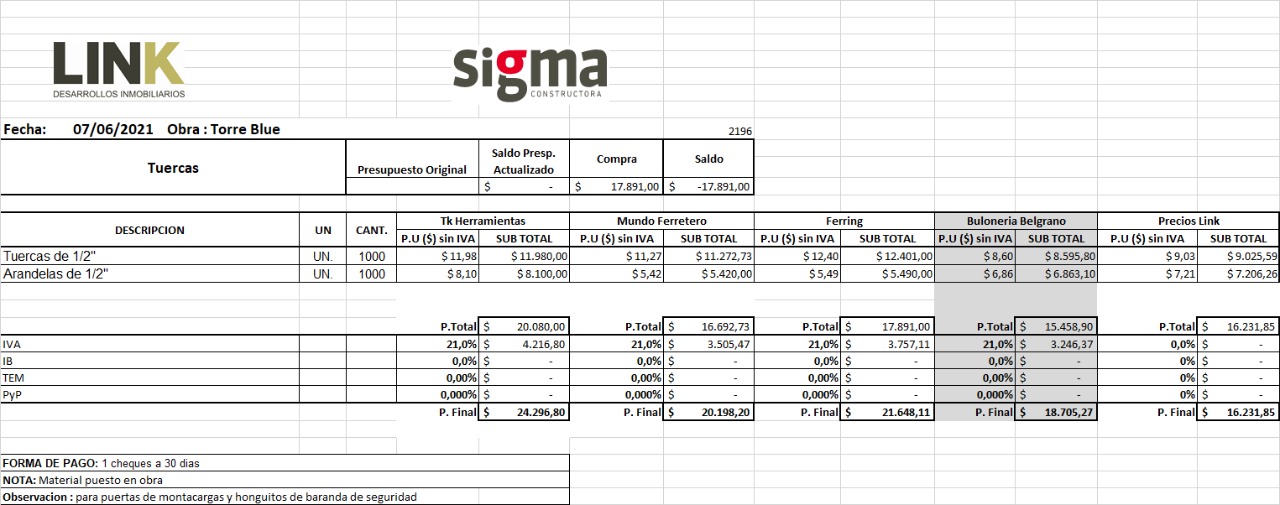 LINK
DESARROLLOS INMOBILIARIOS
sigma
CONSTRUCTORA
Fecha: 07/06/2021 Obra : Torre Blue 2196
Tuercas Presupuesto Original Saldo Presp. Actualizado Compra Saldo
$ - $ 17.891,00 $ -17.891,00
DESCRIPCION UN CANT. Tk Herramientas Mundo Ferretero Ferring Buloneria Belgrano Precios Link
P.U ($) sin IVA SUB TOTAL P.U ($) sin IVA SUB TOTAL P.U ($) sin IVA SUB TOTAL P.U ($) sin IVA SUB TOTAL P.U ($) sin IVA SUB TOTAL
Tuercas de 1/2" UN. 1000 $ 11,98 $ 11.980,00 $ 11,27 $ 11.272,73 $ 12,40 $ 12.401,00 $ 8,60 $ 8.595,80 $ 9,03 $ 9.025,59
Arandelas de 1/2" UN. 1000 $ 8,10 $ 8.100,00 $ 5,42 $ 5.420,00 $ 5,49 $ 5.490,00 $ 6,86 $ 6.863,10 $ 7,21 $ 7.206,26
P.Total $ 20.080,00 P.Total $ 16.692,73 P.Total $ 17.891,00 P.Total $ 15.458,90 P.Total $ 16.231,85
IVA 21,0% $ 4.216,80 21,0% $ 3.505,47 21,0% $ 3.757,11 21,0% $ 3.246,37 0,0% $ -
IB 0,0% $ - 0,0% $ - 0,0% $ - 0,0% $ - 0% $ -
TEM 0,00% $ - 0,00% $ - 0,00% $ - 0,00% $ - 0% $ -
PyP 0,000% $ - 0,000% $ - 0,000% $ - 0,000% $ - 0% $ -
P. Final $ 24.296,80 P. Final $ 20.198,20 P. Final $ 21.648,11 P. Final $ 18.705,27 P. Final $ 16.231,85
FORMA DE PAGO: 1 cheques a 30 dias
NOTA: Material puesto en obra
Observacion : para puertas de montacargas y honguitos de baranda de seguridad